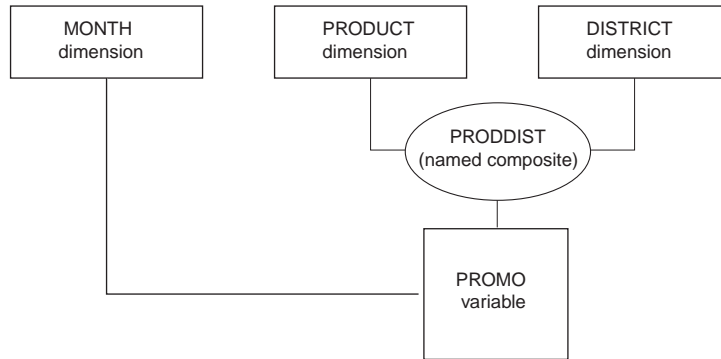 MONTH
dimension
PRODUCT
dimension
DISTRICT
dimension
PRODDIST
(named composite)
PROMO
variable